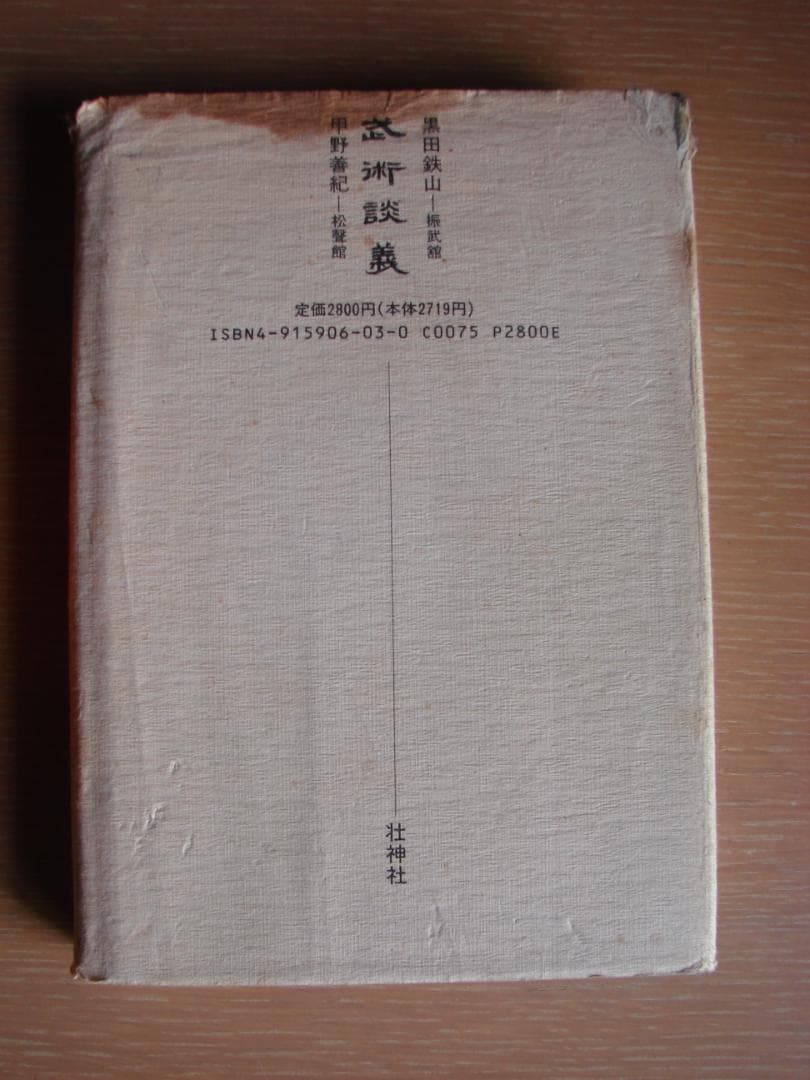 黒田鉄山―振武舘
武術談義
甲野善紀―松聲館
定価2800円(本体2719円)
ISBN4-915906-03-0 C0075 P2800E
壮神社